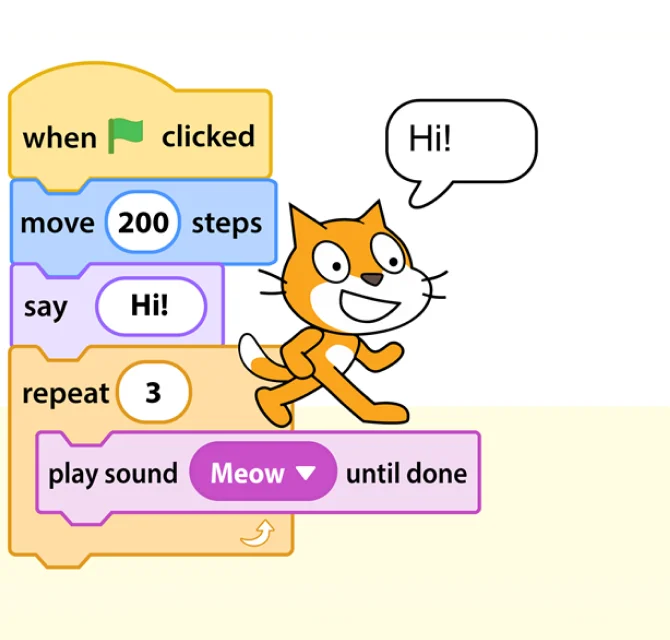 when clicked
Hi!
move 200 steps
say Hi!
repeat 3
play sound Meow until done